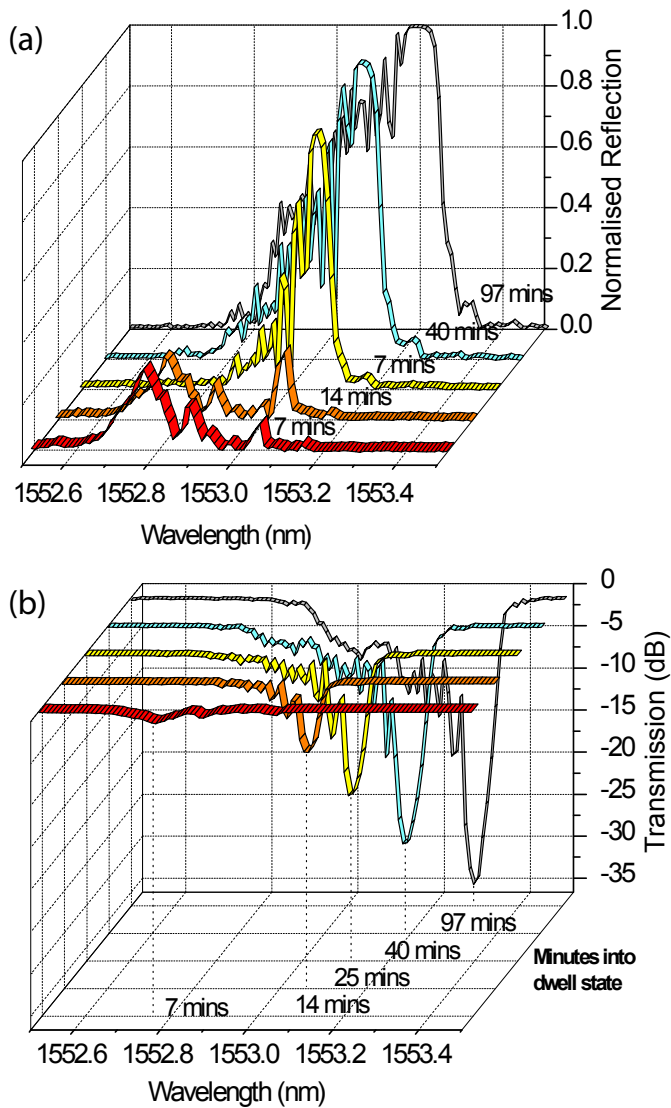 (a)
1.0
0.8
0.6
0.4
0.2
0.0
Normalised Reflection
97 mins
40 mins
7 mins
14 mins
7 mins
1552.6 1552.8 1553.0 1553.2 1553.4
Wavelength (nm)
(b)
0
-5
-10
-15
-20
-25
-30
-35
Transmission (dB)
97 mins
40 mins
25 mins
14 mins
7 mins
Minutes into
dwell state
1552.6 1552.8 1553.0 1553.2 1553.4
Wavelength (nm)